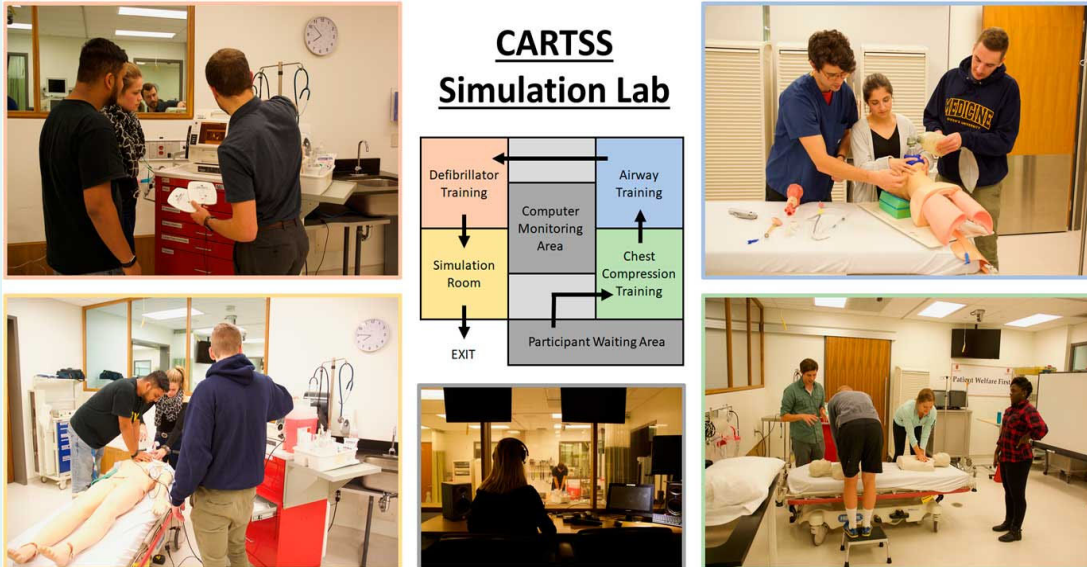 CARTSS
Simulation Lab
Defibrillator
Training
Airway
Training
Computer
Monitoring
Area
Simulation
Room
Chest
Compression
Training
EXIT
Participant Waiting Area
MEDICINE
Patient Welfare First